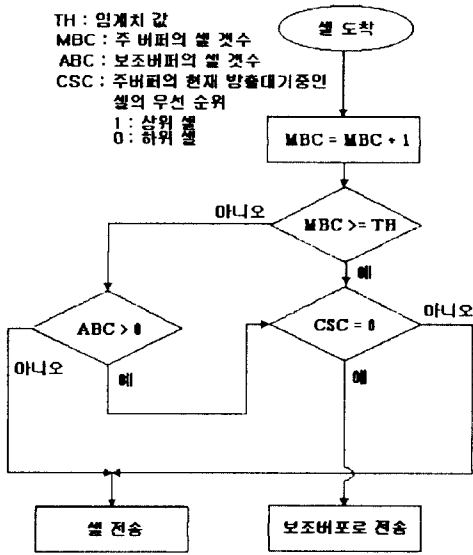 TH : 임계치 값
MBC : 주 버퍼의 셀 갯수
ABC : 보조버퍼의 셀 갯수
CSC : 주버퍼의 현재 방출대기중인
셀의 우선 순위
1 : 상위 셀
0 : 하위 셀
셀 도착
MBC = MBC + 1
아니오
MBC >= TH
예
ABC > 0
CSC = 0
아니오
아니오
예
예
셀 전송
보조버포로 전송